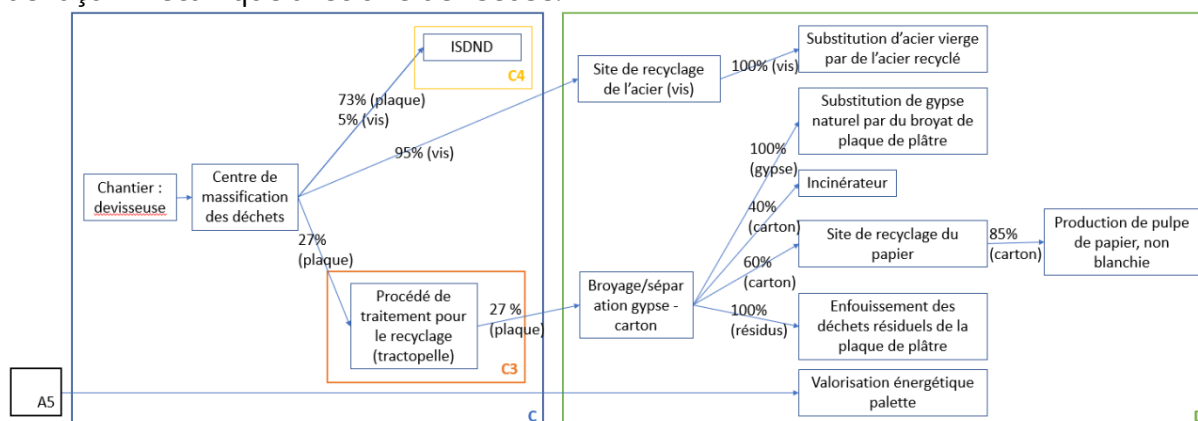 ISDND
C4
73% (plaque)
5% (vis)
95% (vis)
Chantier :
devisseuse
Centre de
massification
des déchets
27%
(plaque)
Procédé de
traitement pour
le recyclage
(tractopelle)
C3
27 %
(plaque)
A5
C
Site de recyclage
de l'acier (vis)
100% (vis)
Substitution d'acier vierge
par de l'acier recyclé
Substitution de gypse
naturel par du broyat de
plaque de plâtre
100%
(gypse)
Incinérateur
40%
(carton)
Broyage/sépar
ation gypse -
carton
60%
(carton)
Site de recyclage du
papier
85%
(carton)
Production de pulpe
de papier, non
blanchie
100%
(résidus)
Enfouissement des
déchets résiduels de la
plaque de plâtre
Valorisation énergétique
palette